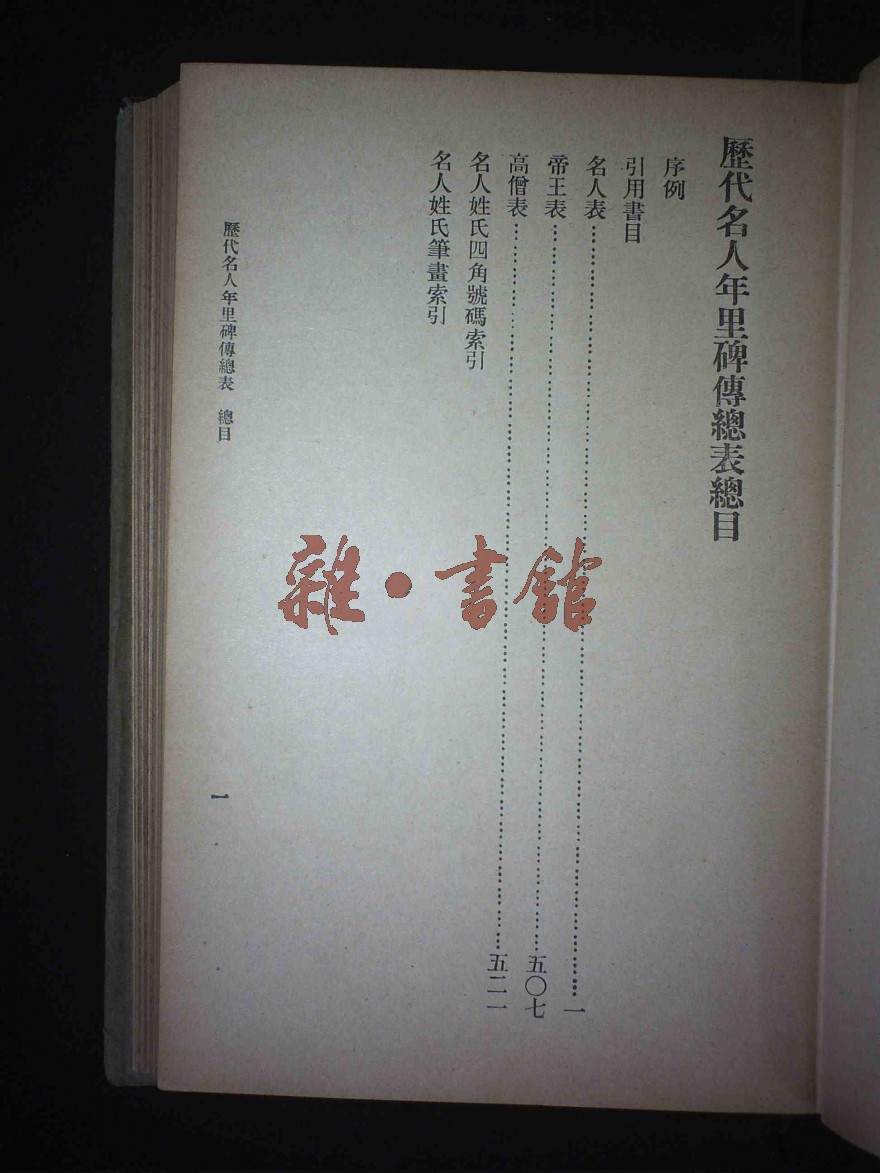 歷代名人年里碑傳總表總目
序例
引用書目
名人表……一
帝王表……五〇七
高僧表……五二一
名人姓氏四角號碼索引
名人姓氏筆畫索引
歷代名人年里碑傳總表 總目
一
雜·書館